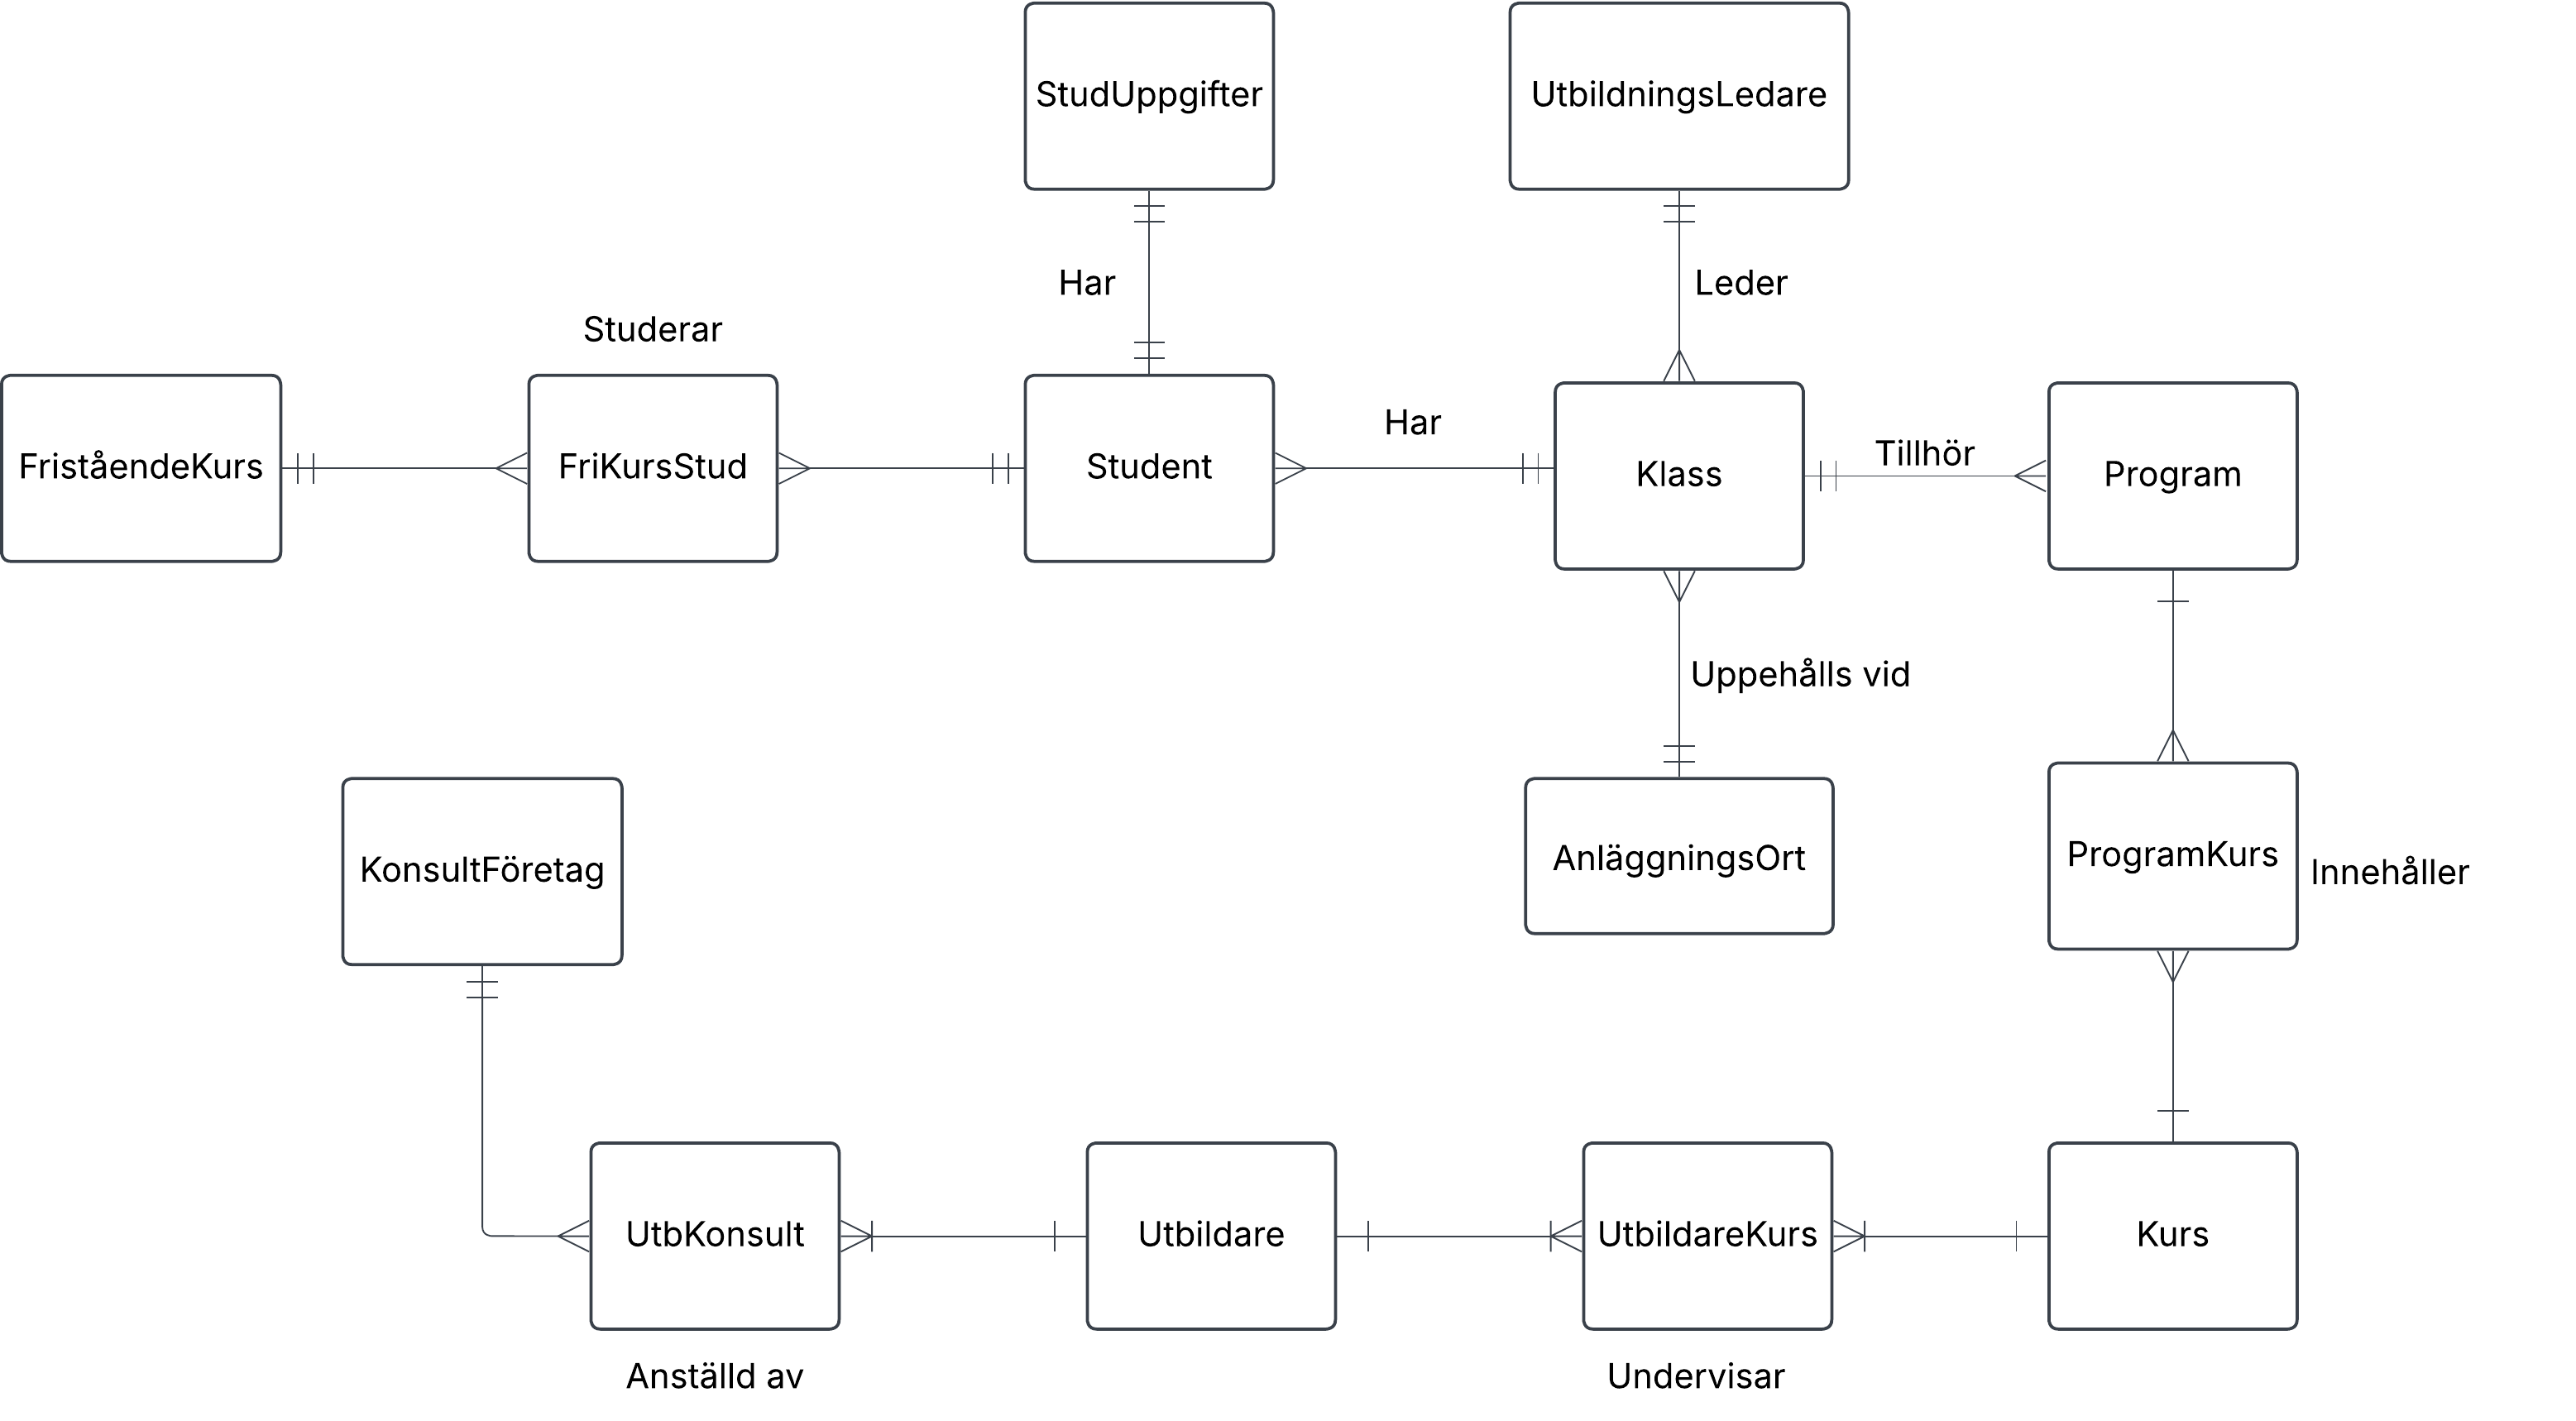 StudUppgifter
UtbildningsLedare
Har
Leder
Studerar
FriståendeKurs
FriKursStud
Student
Har
Klass
Tillhör
Program
Uppehålls vid
KonsultFöretag
AnläggningsOrt
ProgramKurs
Innehåller
UtbKonsult
Utbildare
UtbildareKurs
Kurs
Anställd av
Undervisar